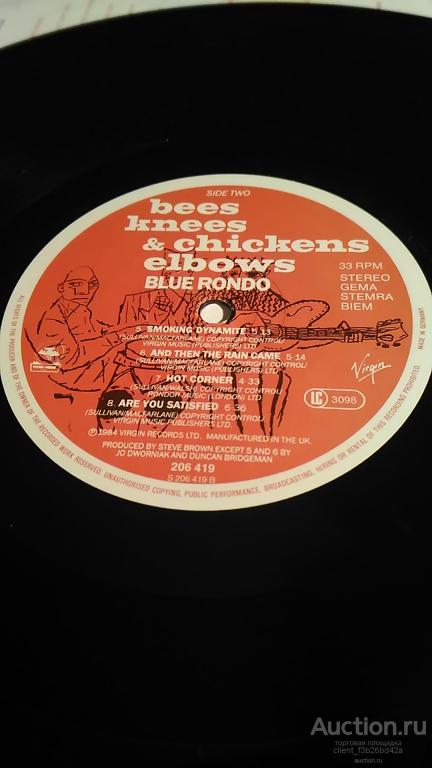 SIDE TWO
bees
knees
& chickens
elbows
BLUE RONDO
33 RPM
STEREO
GEMA
STEMRA
BIEM
5. SMOKING DYNAMITE 5 13
(SULLIVAN/MACFARLANE) COPYRIGHT CONTROL/
VIRGIN MUSIC (PUBLISHERS) LTD
6. AND THEN THE RAIN CAME 5 14
(SULLIVAN/MACFARLANE) COPYRIGHT CONTROL/
VIRGIN MUSIC (PUBLISHERS) LTD
7. HOT CORNER 4 33
(SULLIVAN/WALSH) COPYRIGHT CONTROL/
RONDOR MUSIC (LONDON) LTD
8. ARE YOU SATISFIED 6 36
(SULLIVAN/MACFARLANE) COPYRIGHT CONTROL/
VIRGIN MUSIC PUBLISHERS LTD.
Ⓟ 1984 VIRGIN RECORDS LTD. MANUFACTURED IN THE UK.
PRODUCED BY STEVE BROWN EXCEPT 5 AND 6 BY
JO DWORNIAK AND DUNCAN BRIDGEMAN
206 419
S 206 419 B
Virgin
LC 3098
MADE IN GERMANY
ALL RIGHTS OF THE PRODUCER AND OF THE OWNER OF THE RECORDED WORK RESERVED. UNAUTHORISED COPYING, PUBLIC PERFORMANCE, BROADCASTING, HIRING OR RENTAL OF THIS RECORDING PROHIBITED.
Auction.ru
торговая площадка
client_f3b26bd42a
auction.ru